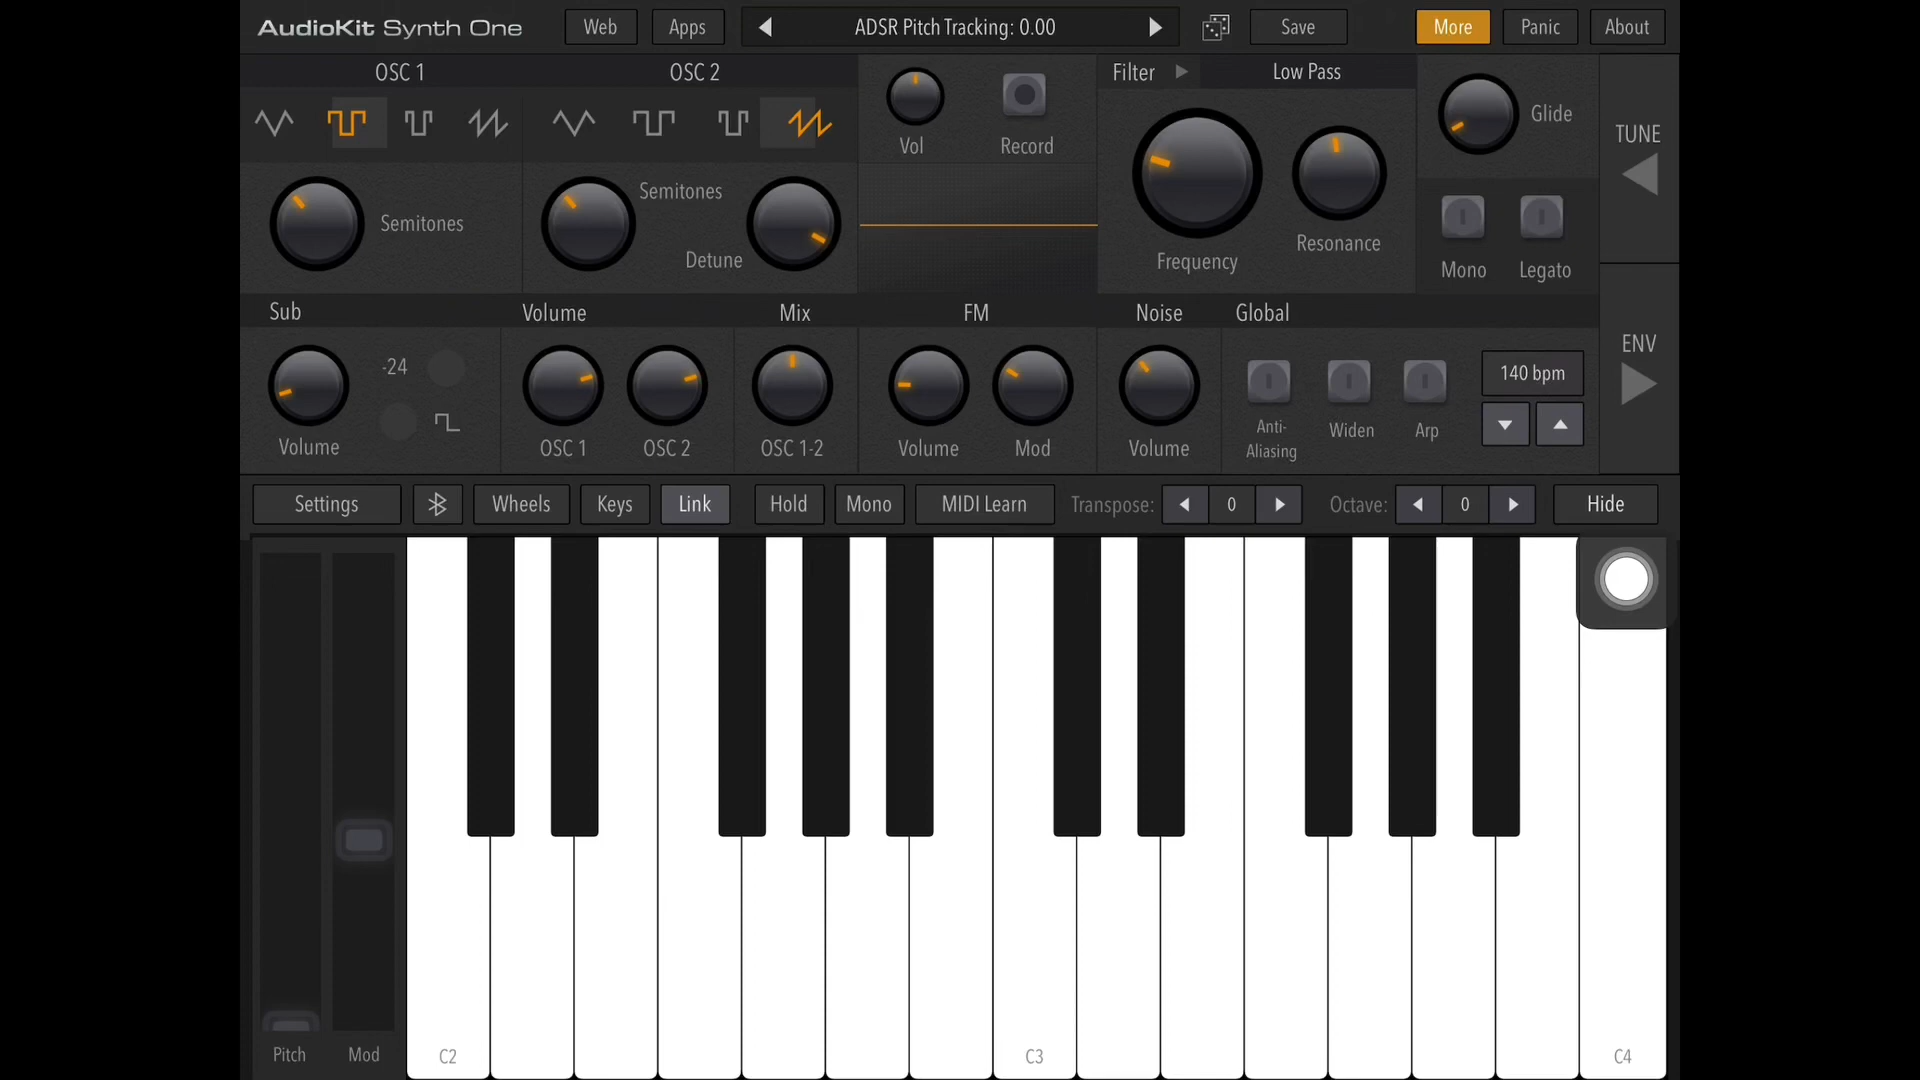 AudioKit Synth One
Web
Apps
ADSR Pitch Tracking: 0.00
Save
More
Panic
About
OSC 1
OSC 2
Vol
Record
Filter
Low Pass
Glide
TUNE
Semitones
Semitones
Detune
Frequency
Resonance
Mono
Legato
Sub
Volume
Mix
FM
Noise
Global
ENV
-24
140 bpm
Volume
OSC 1
OSC 2
OSC 1-2
Volume
Mod
Volume
Anti-
Aliasing
Widen
Arp
Settings
Wheels
Keys
Link
Hold
Mono
MIDI Learn
Transpose:
0
Octave:
0
Hide
Pitch
Mod
C2
C3
C4